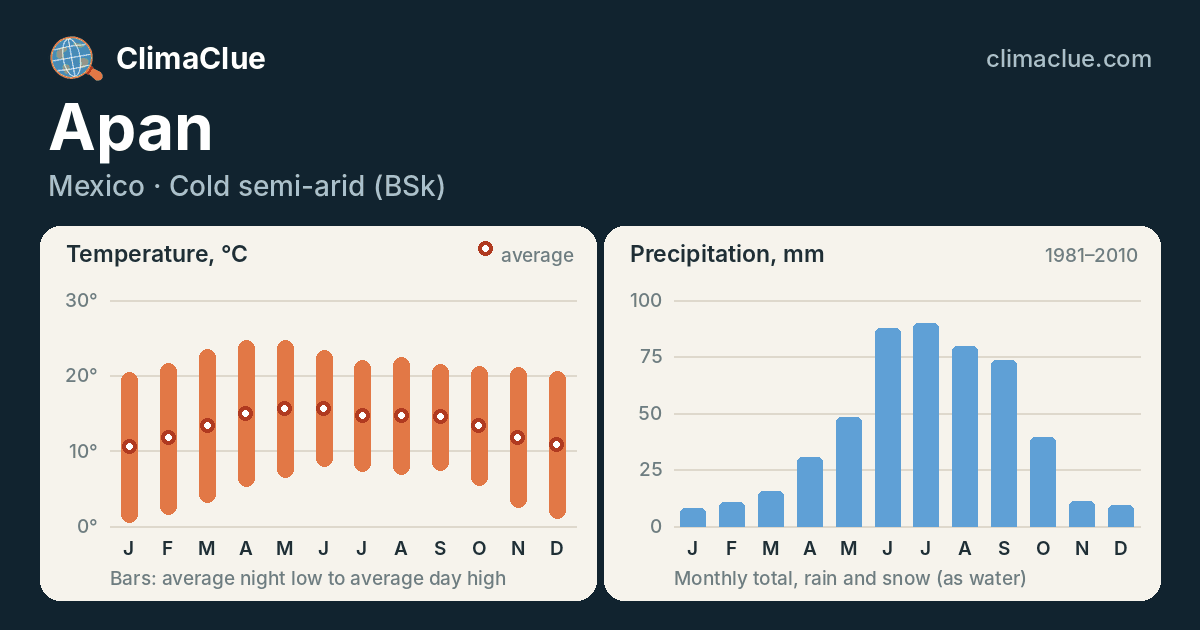 ClimaClue
climaclue.com
Apan
Mexico · Cold semi-arid (BSk)
Temperature, °C
average
30°
20°
10°
0°
J F M A M J J A S O N D
Bars: average night low to average day high
Precipitation, mm
1981–2010
100
75
50
25
0
J F M A M J J A S O N D
Monthly total, rain and snow (as water)